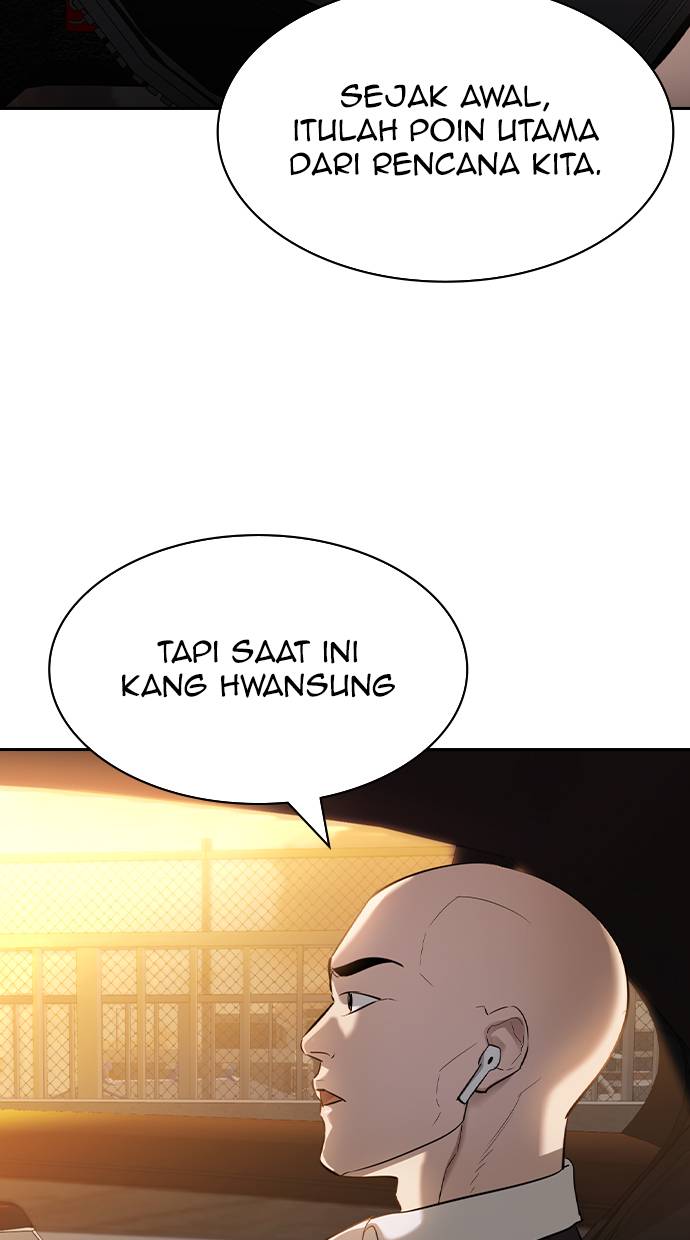 SEJAK AWAL,
ITULAH POIN UTAMA
DARI RENCANA KITA.
TAPI SAAT INI
KANG HWANSUNG